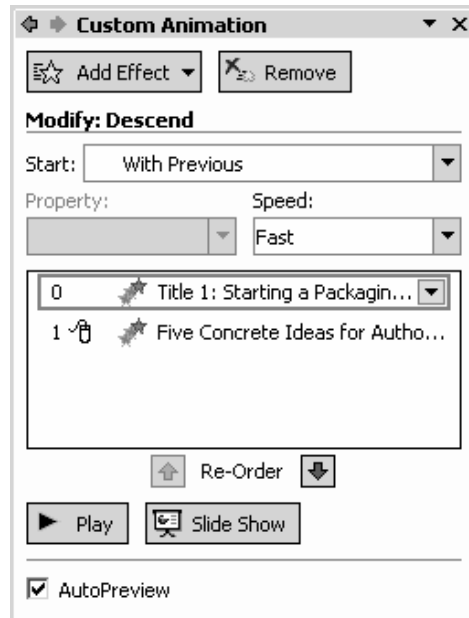 Custom Animation
Add Effect Remove
Modify: Descend
Start: With Previous
Property: Speed:
Fast
0 Title 1: Starting a Packagin...
1 Five Concrete Ideas for Autho...
Re-Order
Play Slide Show
AutoPreview